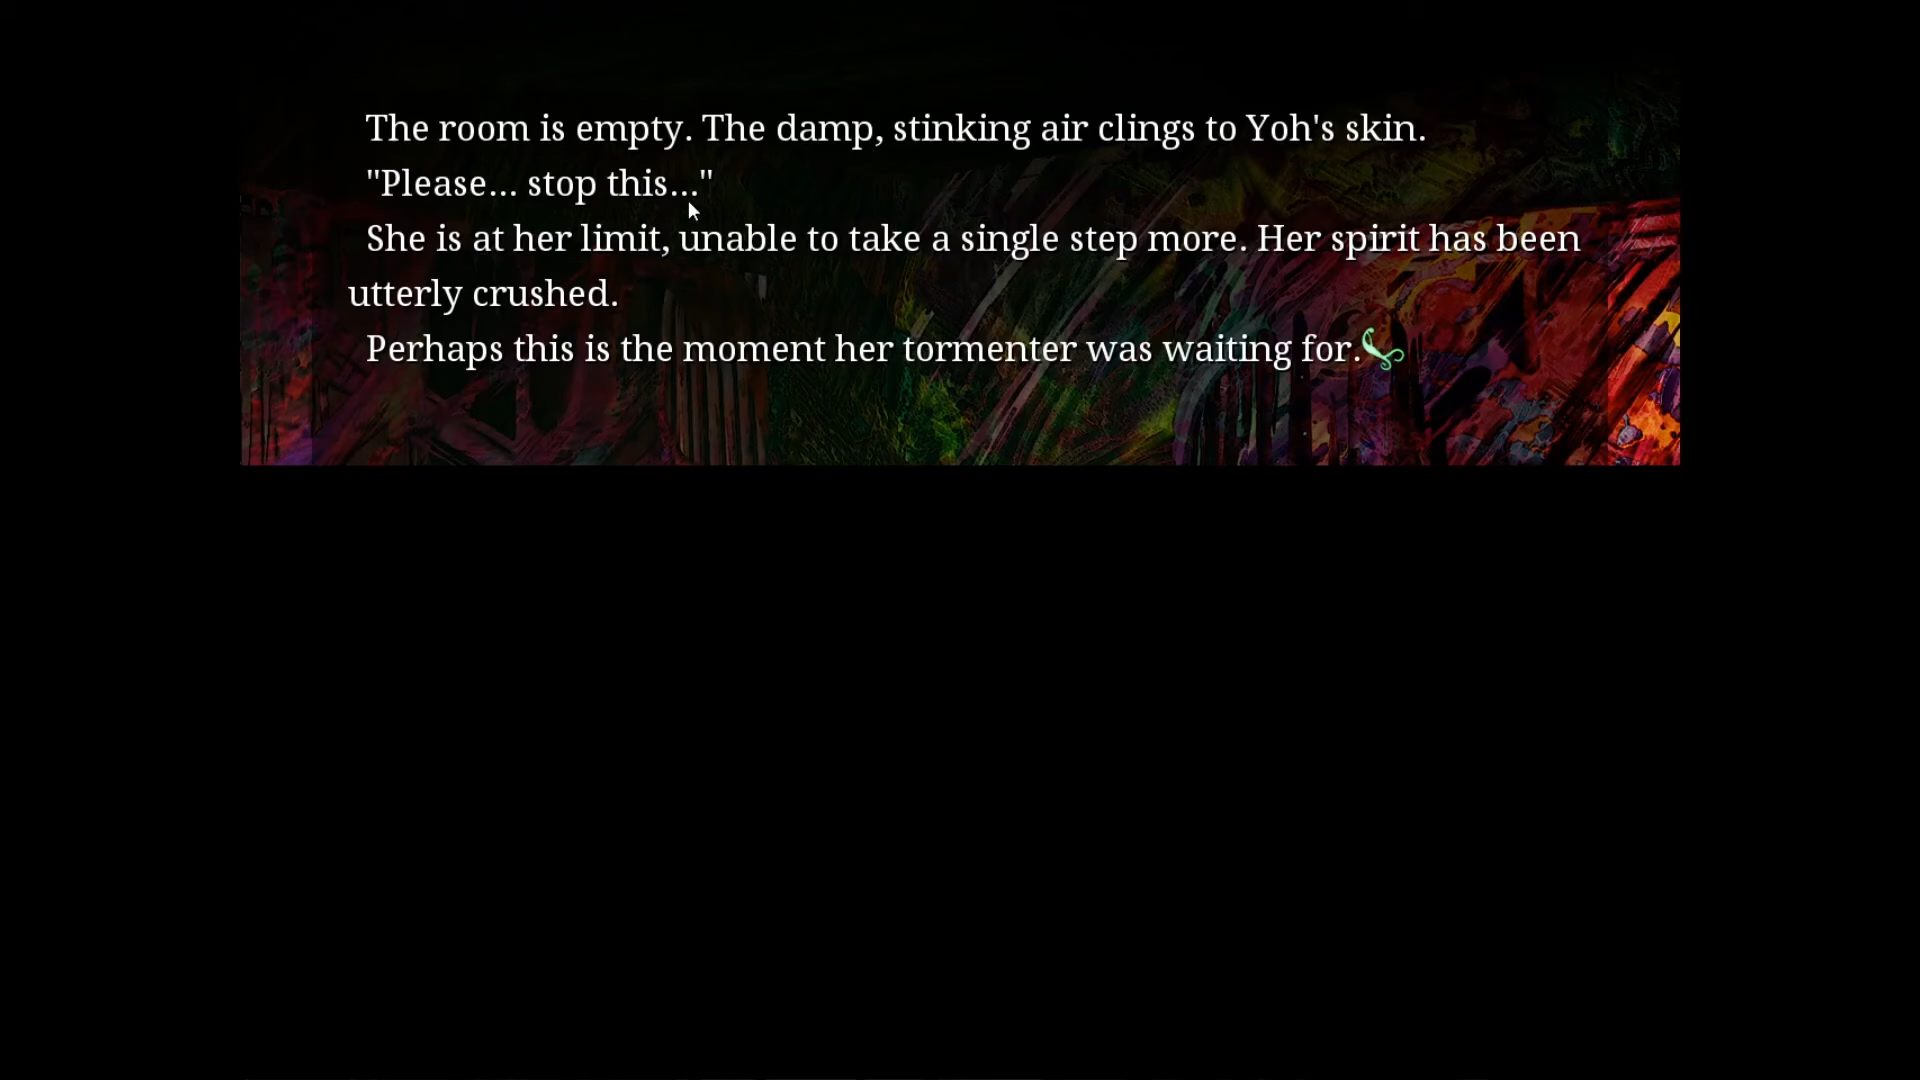 The room is empty. The damp, stinking air clings to Yoh's skin.
"Please... stop this..."
She is at her limit, unable to take a single step more. Her spirit has been
utterly crushed.
Perhaps this is the moment her tormenter was waiting for.